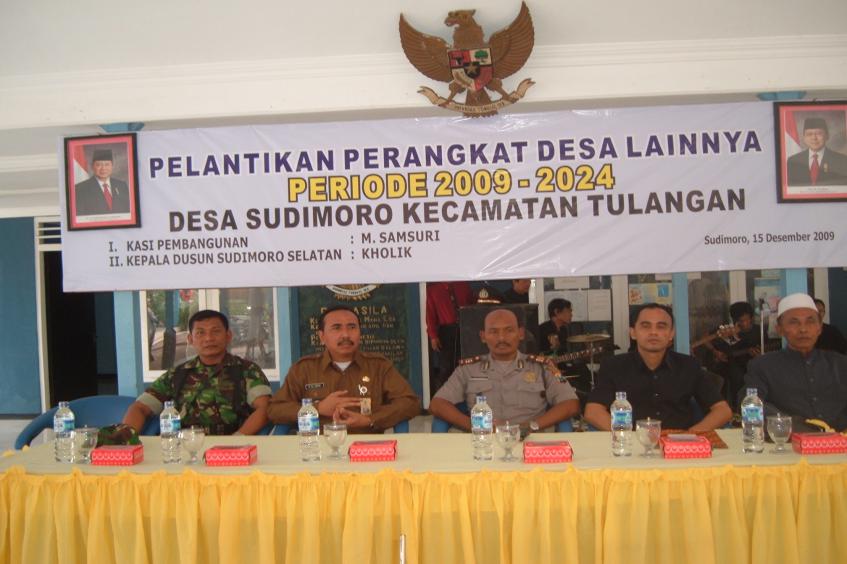 PELANTIKAN PERANGKAT DESA LAINNYA
PERIODE 2009 - 2024
DESA SUDIMORO KECAMATAN TULANGAN
I. KASI PEMBANGUNAN : M. SAMSURI
II. KEPALA DUSUN SUDIMORO SELATAN : KHOLIK
Sudimoro, 15 Desember 2009